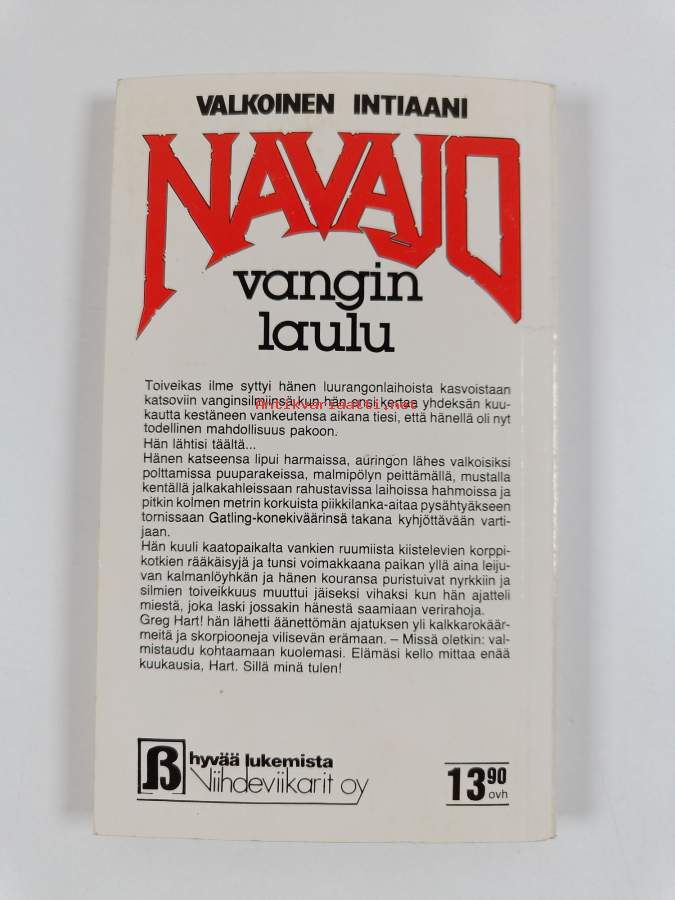 VALKOINEN INTIAANI
NAVAJO
vangin
laulu
Toiveikas ilme syttyi hänen luurangonlaihoista kasvoistaan
katsoviin vanginsilmiinsä kun hän ensi kertaa yhdeksän kuu-
Antikvariaatti.net
kautta kestäneen vankeutensa aikana tiesi, että hänellä oli nyt
todellinen mahdollisuus pakoon.
Hän lähtisi täältä...
Hänen katseensa lipui harmaissa, auringon lähes valkoisiksi
polttamissa puuparakeissa, malmipölyn peittämällä, mustalla
kentällä jalkakahleissaan rahustavissa laihoissa hahmoissa ja
pitkin kolmen metrin korkuista piikkilanka-aitaa pysähtyäkseen
tornissaan Gatling-konekiväärinsä takana kyhjöttävään varti-
jaan.
Hän kuuli kaatopaikalta vankien ruumiista kiistelevien korppi-
kotkien rääkäisyjä ja tunsi voimakkaana paikan yllä aina leiju-
van kalmanlöyhkän ja hänen kouransa puristuivat nyrkkiin ja
silmien toiveikkuus muuttui jäiseksi vihaksi kun hän ajatteli
miestä, joka laski jossakin hänestä saamiaan verirahoja.
Greg Hart! hän lähetti äänettömän ajatuksen yli kalkkarokäär-
meitä ja skorpiooneja vilisevän erämaan. – Missä oletkin: val-
mistaudu kohtaamaan kuolemasi. Elämäsi kello mittaa enää
kuukausia, Hart. Sillä minä tulen!
hyvää lukemista
Viihdeviikarit oy
13 90
ovh